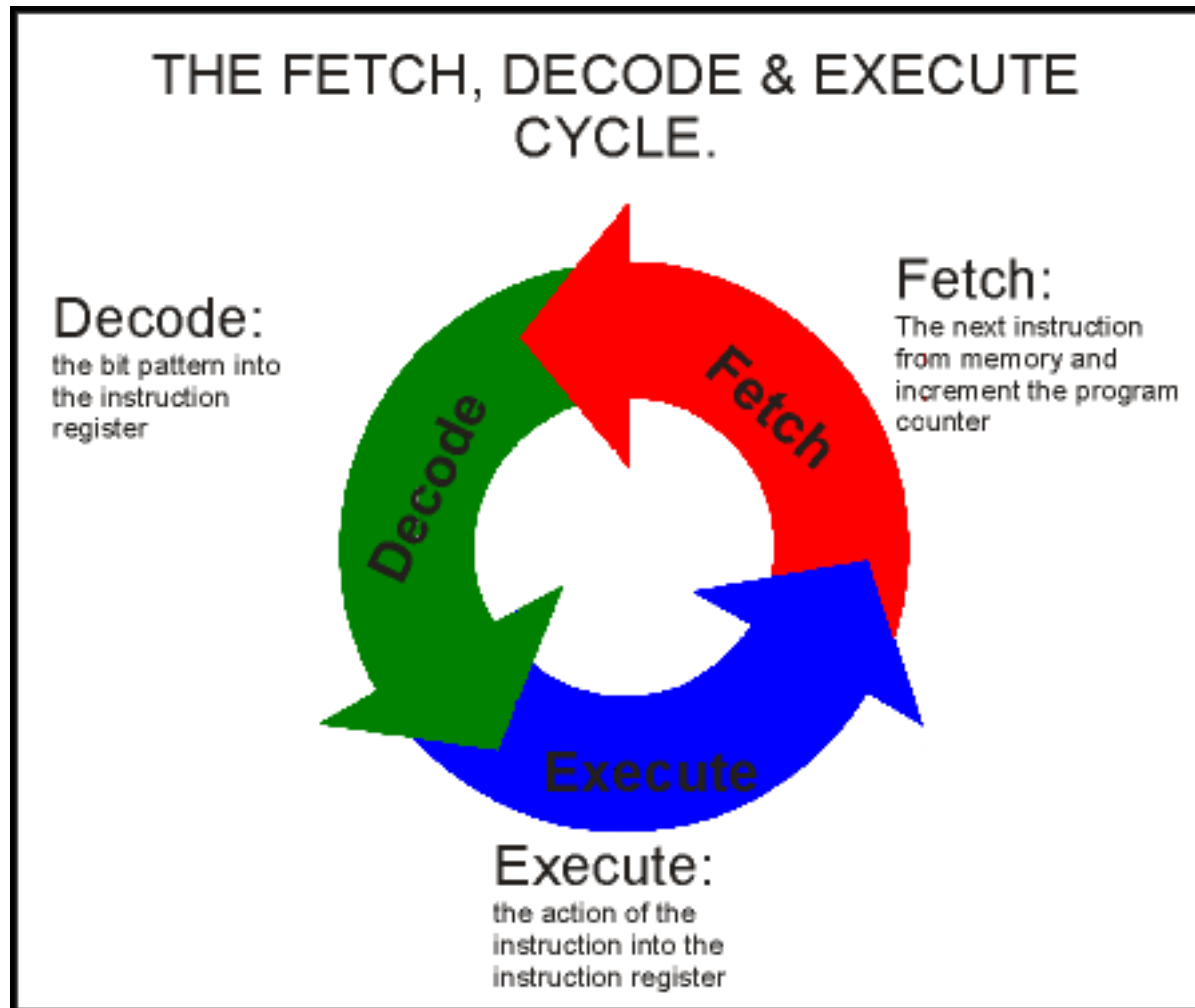 THE FETCH, DECODE & EXECUTE
CYCLE.
Decode:
the bit pattern into
the instruction
register
Fetch:
The next instruction
from memory and
increment the program
counter
Decode
Fetch
Execute
Execute:
the action of the
instruction into the
instruction register